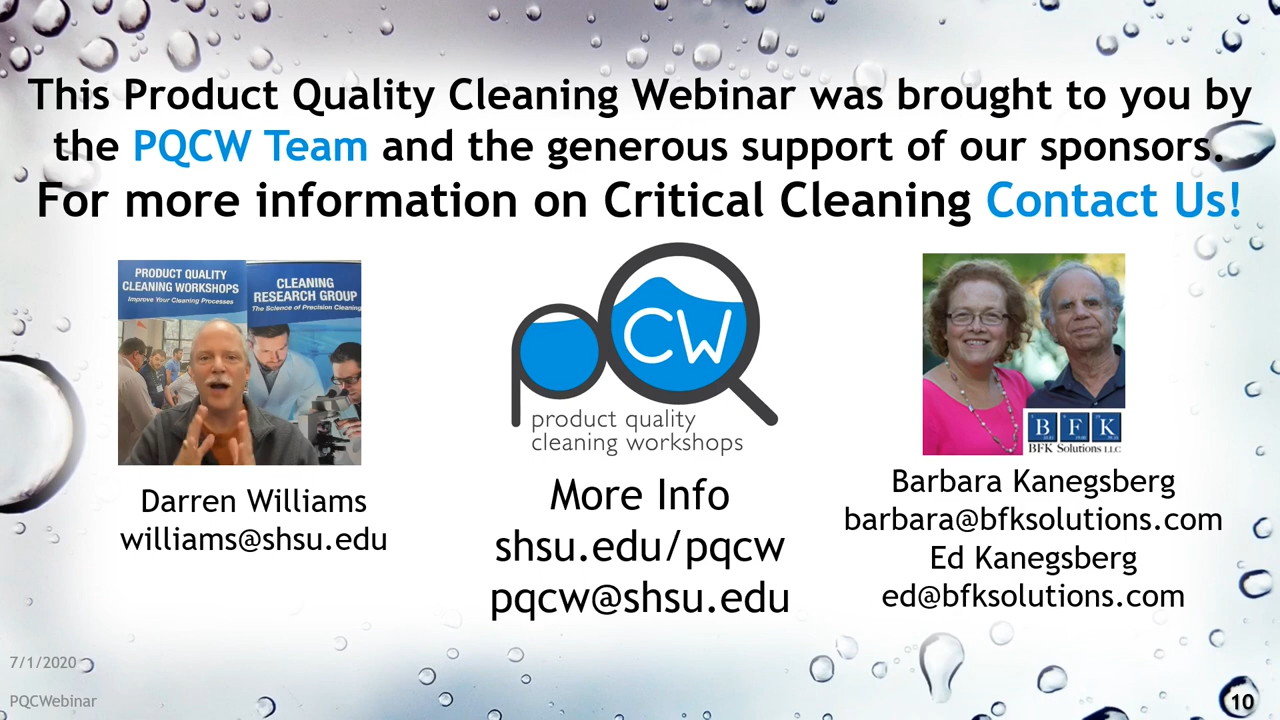 This Product Quality Cleaning Webinar was brought to you by
the PQCW Team and the generous support of our sponsors.
For more information on Critical Cleaning Contact Us!
PRODUCT QUALITY
CLEANING WORKSHOPS
Improve Your Cleaning Processes
CLEANING
RESEARCH GROUP
The Science of Precision Cleaning
Darren Williams
williams@shsu.edu
pQCW
product quality
cleaning workshops
More Info
shsu.edu/pqcw
pqcw@shsu.edu
B F K
BFK Solutions LLC
Barbara Kanegsberg
barbara@bfksolutions.com
Ed Kanegsberg
ed@bfksolutions.com
7/1/2020
PQCWebinar
10